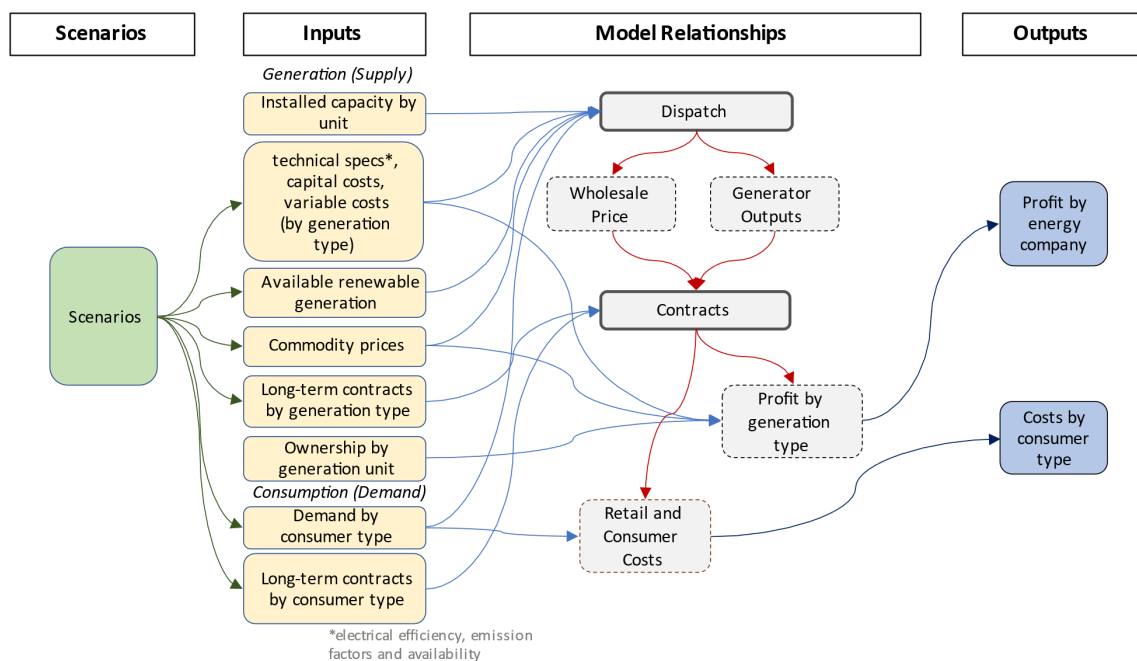 Scenarios
Inputs
Model Relationships
Outputs
Generation (Supply)
Installed capacity by
unit
technical specs*,
capital costs,
variable costs
(by generation
type)
Available renewable
generation
Commodity prices
Long-term contracts
by generation type
Ownership by
generation unit
Consumption (Demand)
Demand by
consumer type
Long-term contracts
by consumer type
*electrical efficiency, emission
factors and availability
Scenarios
Dispatch
Wholesale
Price
Generator
Outputs
Contracts
Profit by
generation
type
Retail and
Consumer
Costs
Profit by
energy
company
Costs by
consumer
type